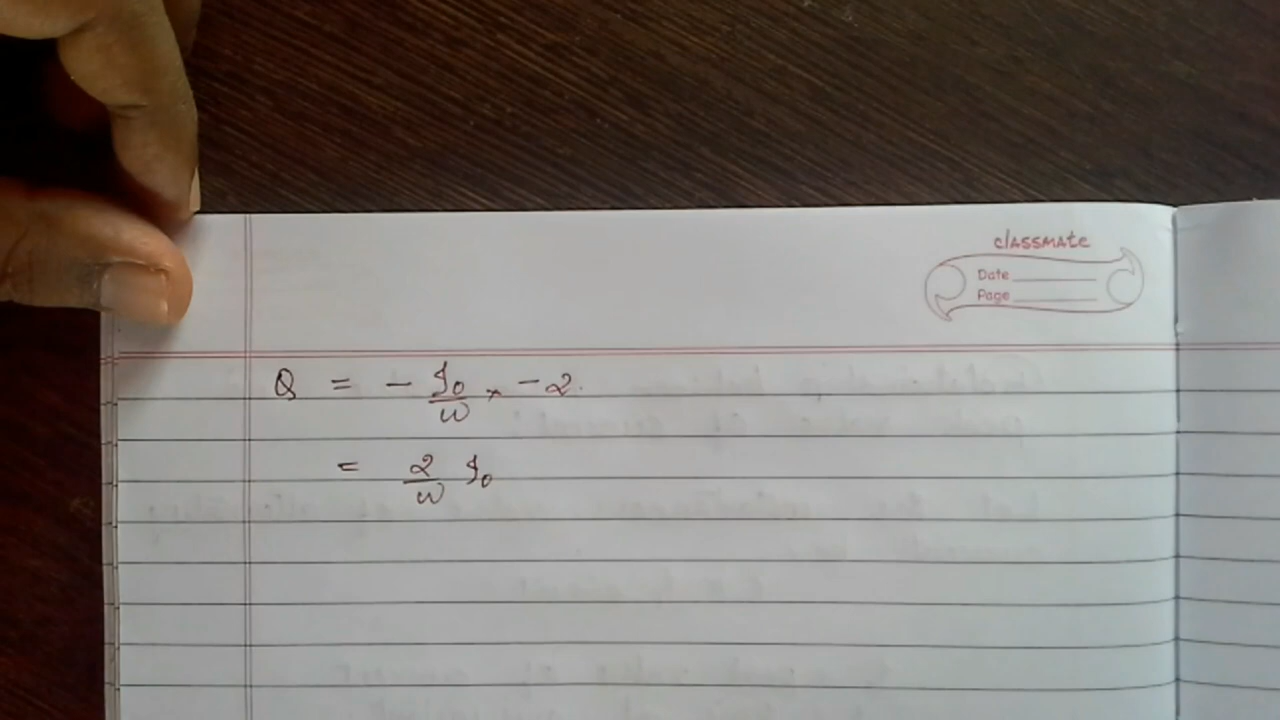 classmate
Date
Page
Q = - I₀/ω × -2.
= 2/ω I₀